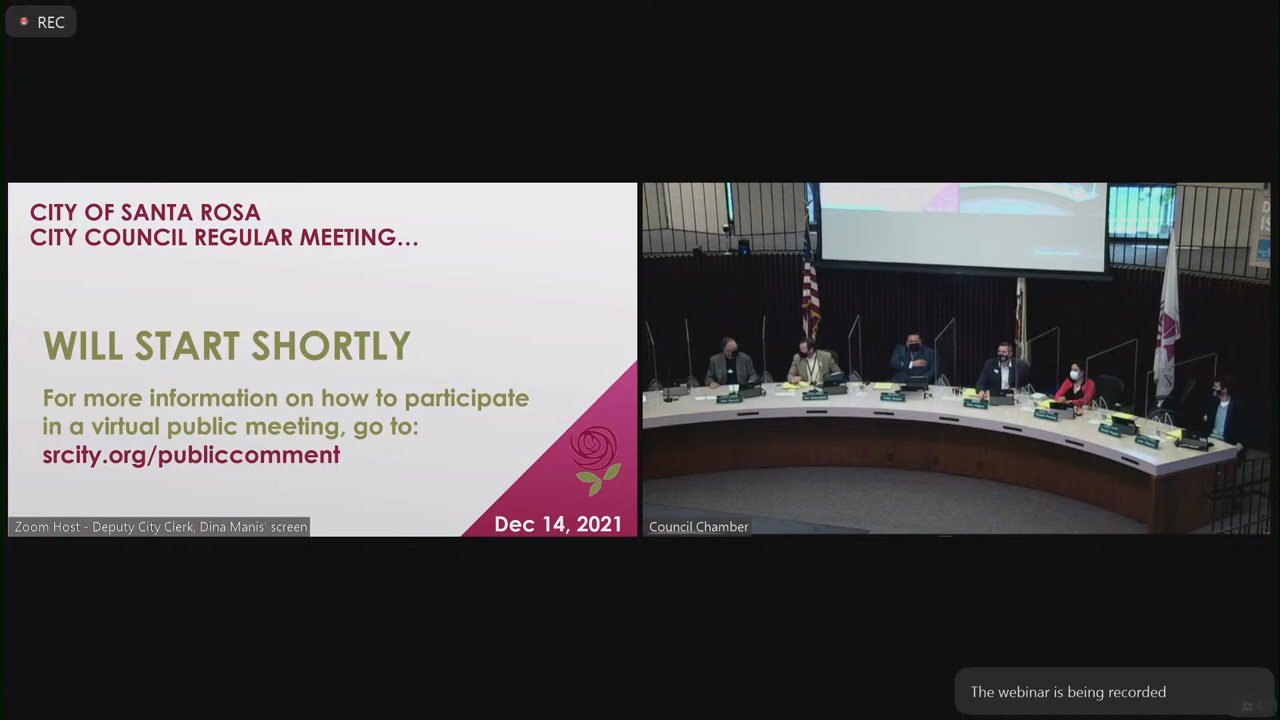 REC
CITY OF SANTA ROSA
CITY COUNCIL REGULAR MEETING...
WILL START SHORTLY
For more information on how to participate
in a virtual public meeting, go to:
srcity.org/publiccomment
Zoom Host - Deputy City Clerk, Dina Manis' screen
Dec 14, 2021
Council Chamber
The webinar is being recorded